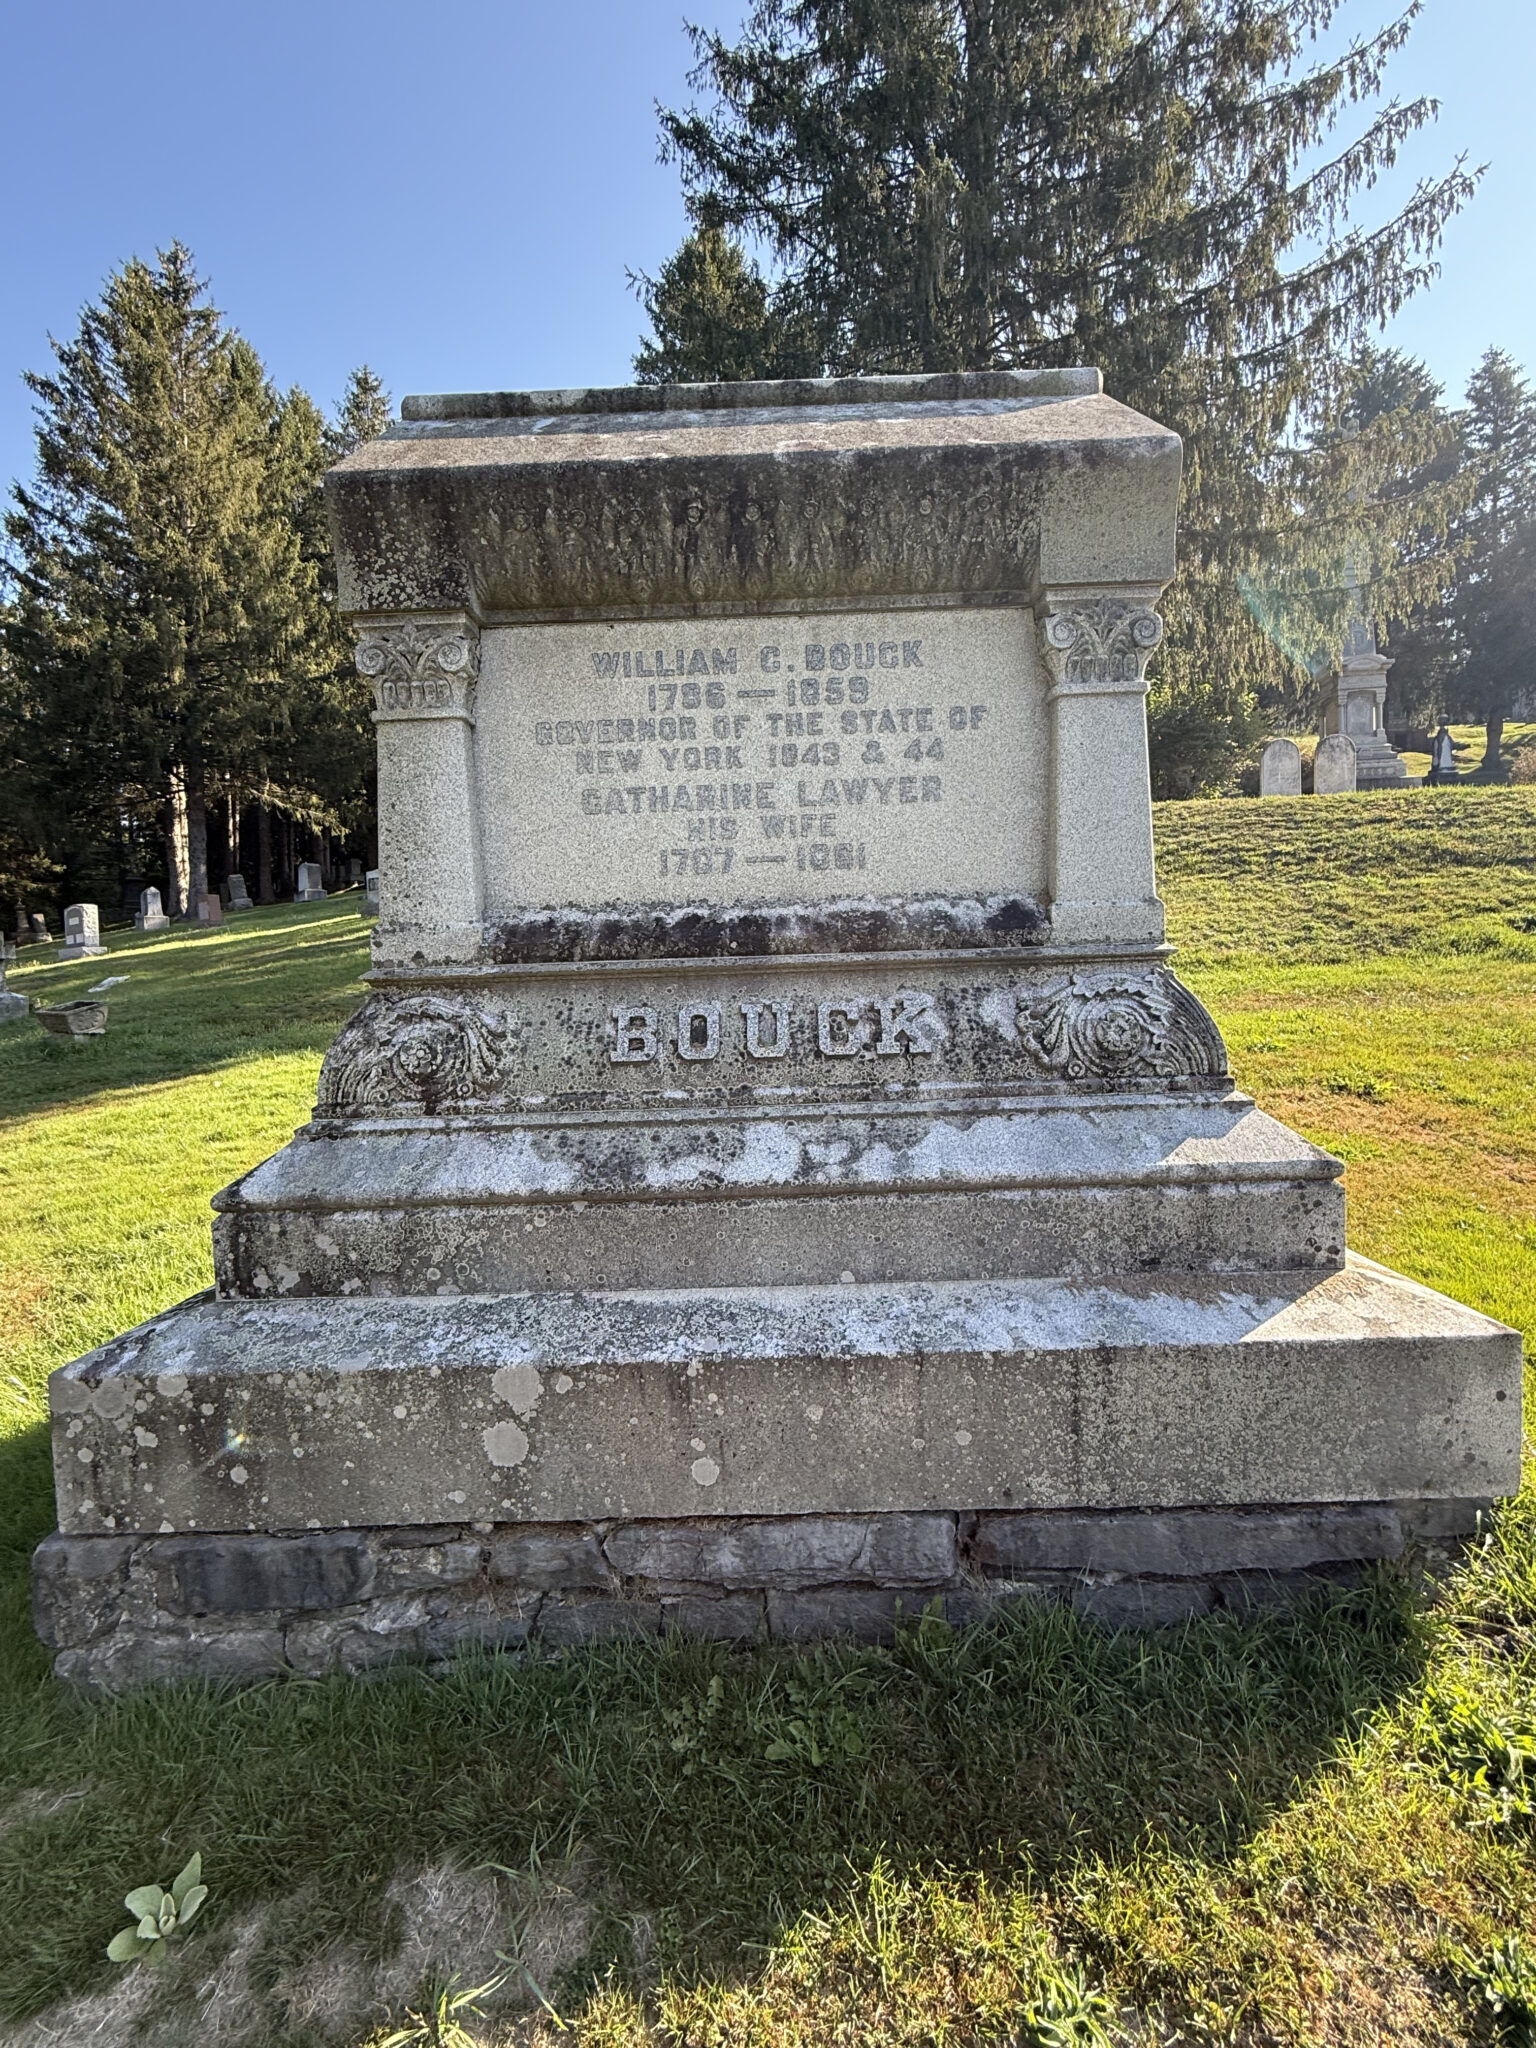 WILLIAM C. BOUCK
1786—1859
GOVERNOR OF THE STATE OF
NEW YORK 1843 & 44
CATHARINE LAWYER
HIS WIFE
1787—1861
BOUCK